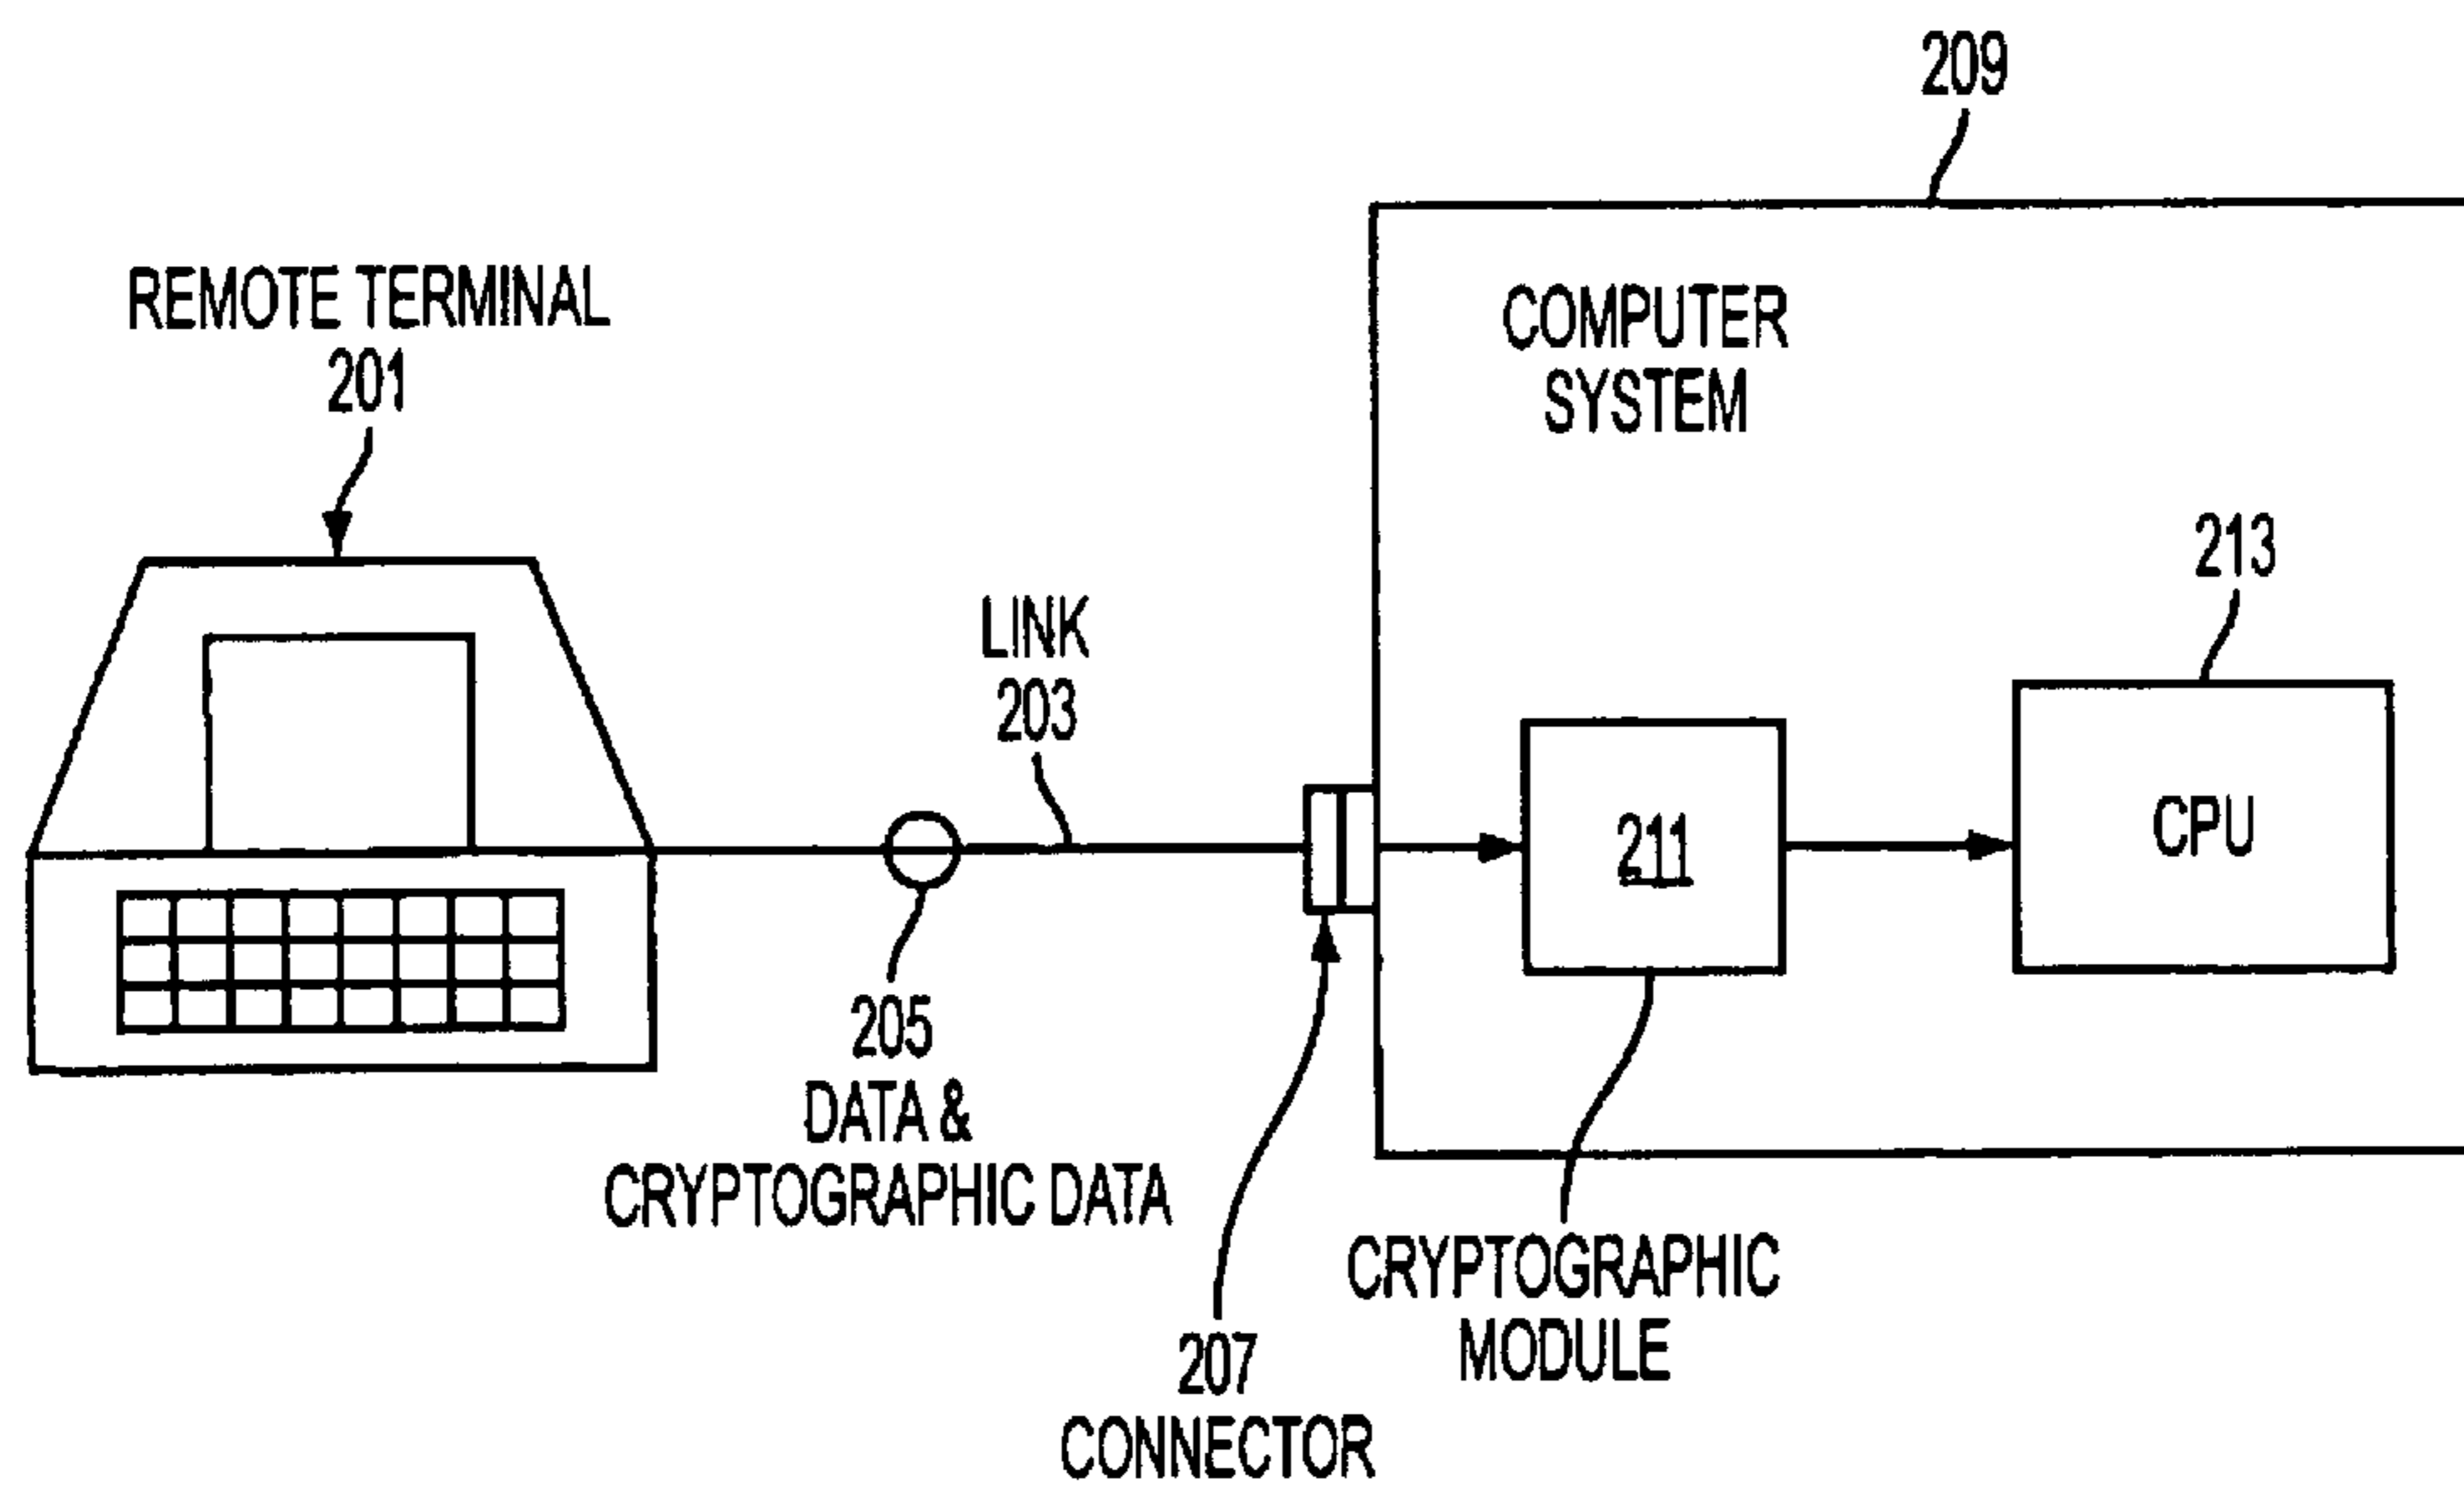 209
REMOTE TERMINAL
201
COMPUTER
SYSTEM
213
LINK
203
211
CPU
205
DATA &
CRYPTOGRAPHIC DATA
CRYPTOGRAPHIC
MODULE
207
CONNECTOR